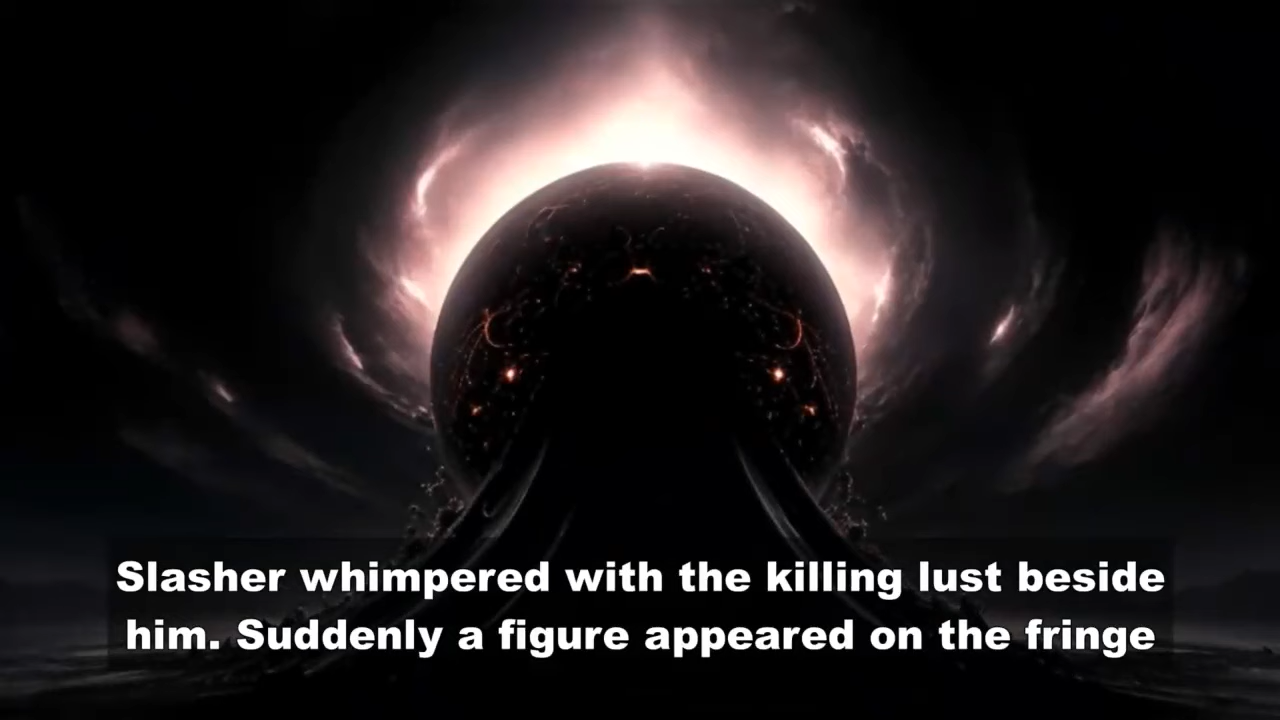 Slasher whimpered with the killing lust beside
him. Suddenly a figure appeared on the fringe